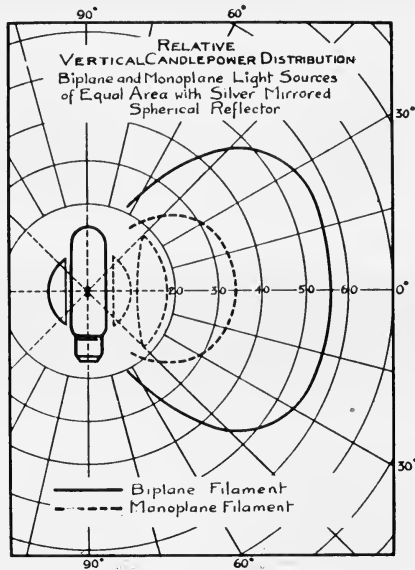 90° 60°
RELATIVE
VERTICAL CANDLEPOWER DISTRIBUTION
Biplane and Monoplane Light Sources
of Equal Area with Silver Mirrored
Spherical Reflector
30°
20 30 40 50 60 0°
30°
Biplane Filament
Monoplane Filament
90° 60°